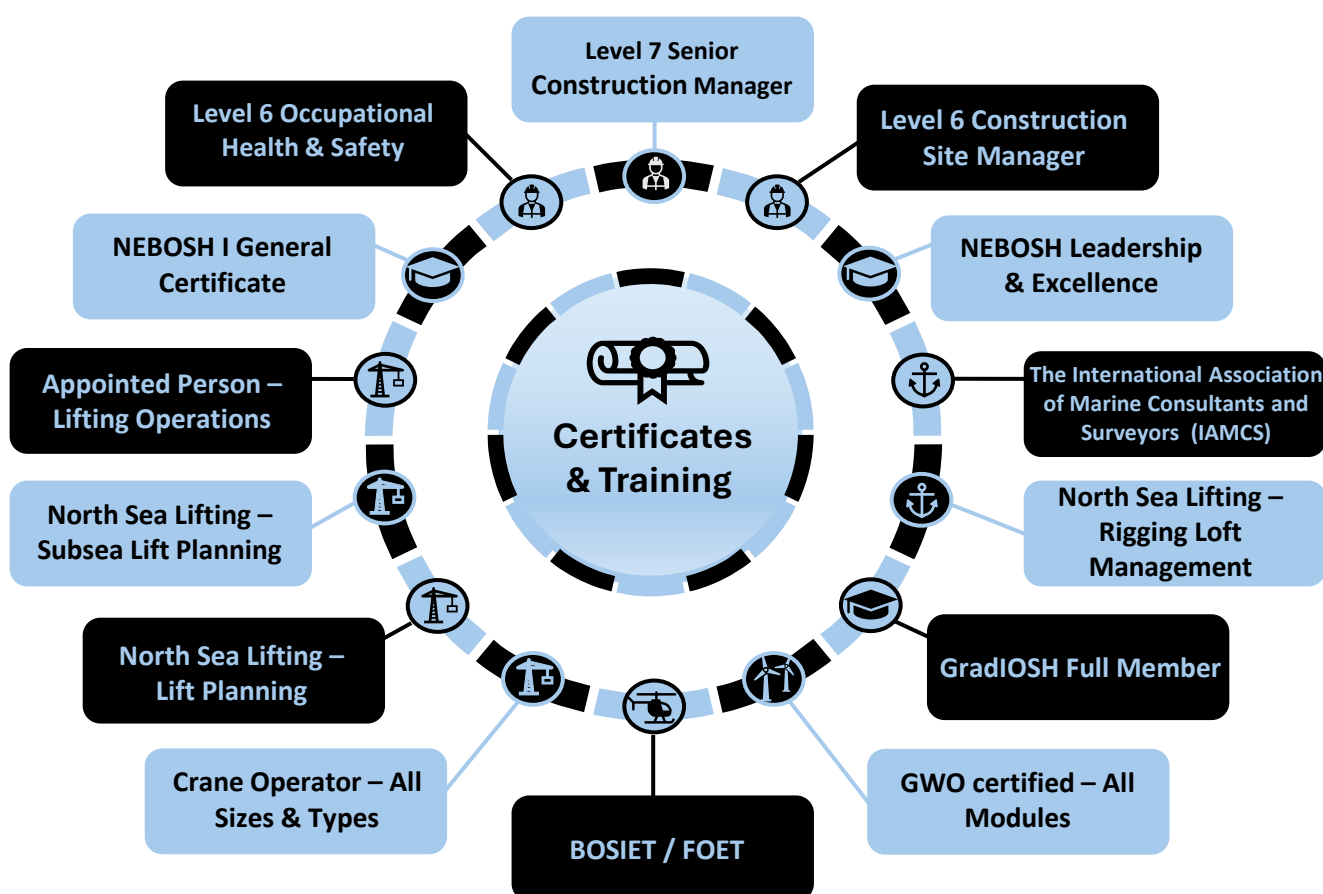 Level 7 Senior
Construction Manager
Level 6 Occupational
Health & Safety
Level 6 Construction
Site Manager
NEBOSH I General
Certificate
NEBOSH Leadership
& Excellence
Appointed Person –
Lifting Operations
Certificates
& Training
The International Association
of Marine Consultants and
Surveyors (IAMCS)
North Sea Lifting –
Subsea Lift Planning
North Sea Lifting –
Rigging Loft
Management
North Sea Lifting –
Lift Planning
GradIOSH Full Member
Crane Operator – All
Sizes & Types
BOSIET / FOET
GWO certified – All
Modules